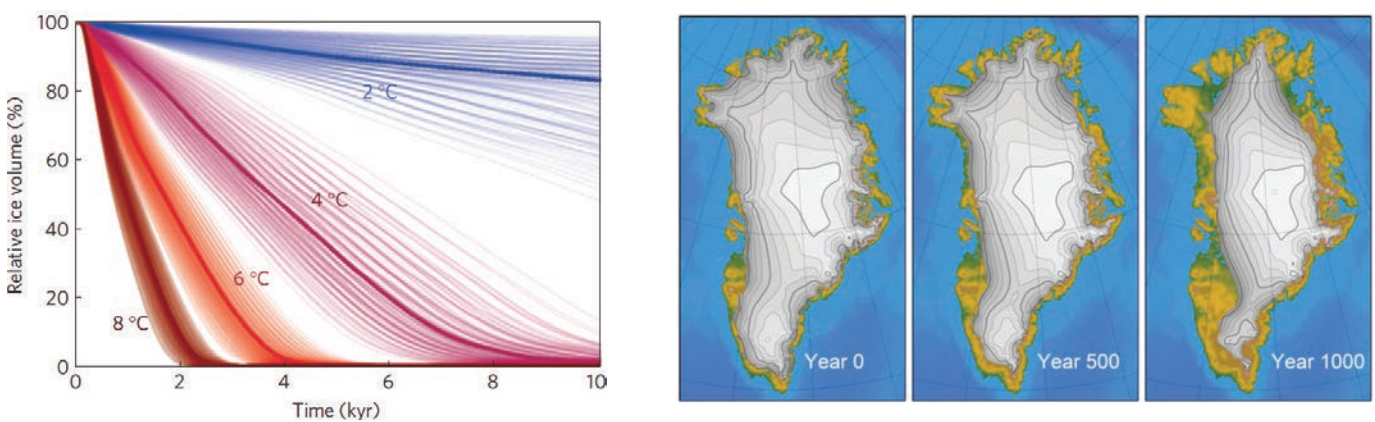 100
80
60
40
20
0
Relative ice volume (%)
0 2 4 6 8 10
Time (kyr)
2 °C
4 °C
6 °C
8 °C
Year 0
Year 500
Year 1000